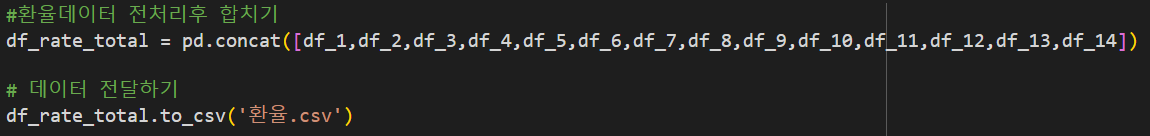 #환율데이터 전처리후 합치기
df_rate_total = pd.concat([df_1,df_2,df_3,df_4,df_5,df_6,df_7,df_8,df_9,df_10,df_11,df_12,df_13,df_14])
# 데이터 전달하기
df_rate_total.to_csv('환율.csv')